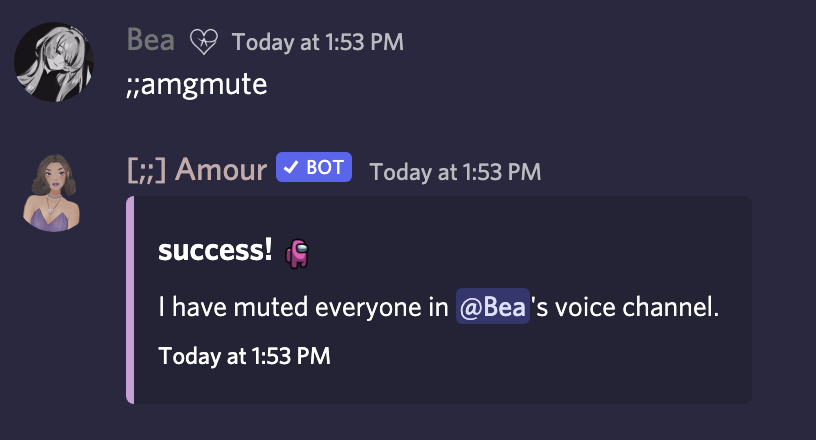 Bea Today at 1:53 PM
;;amgmute
[;;] Amour ✓ BOT Today at 1:53 PM
success!
I have muted everyone in @Bea's voice channel.
Today at 1:53 PM